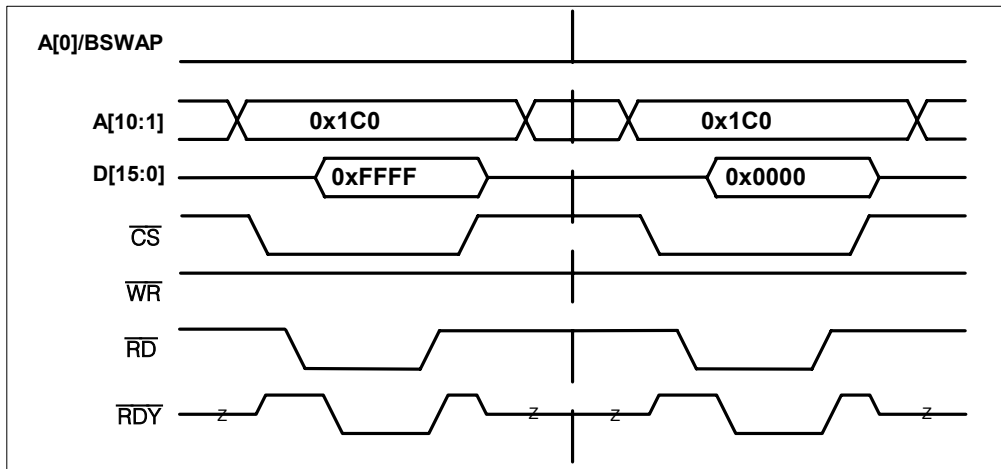 A[0]/BSWAP
A[10:1] 0x1C0 0x1C0
D[15:0] 0xFFFF 0x0000
CS
WR
RD
RDY Z Z Z Z